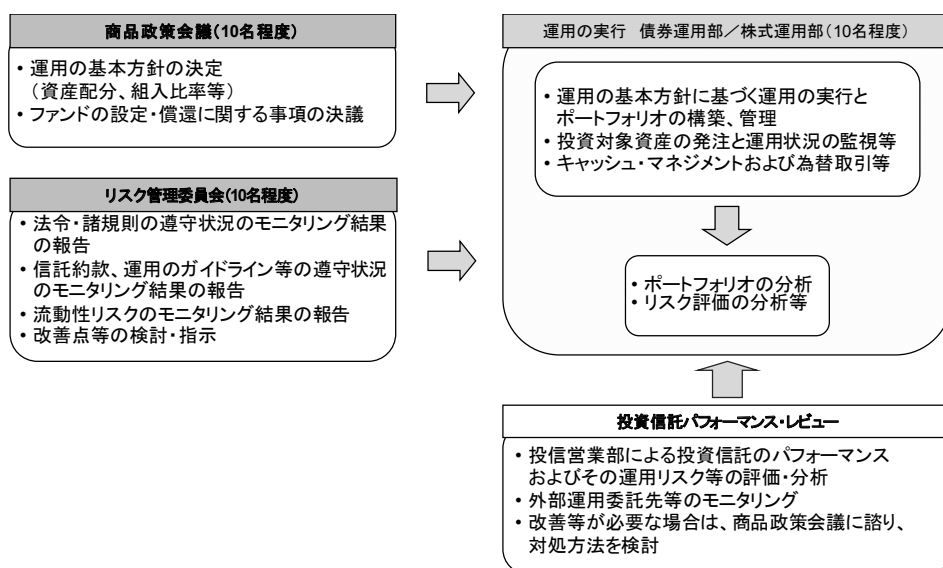 商品政策会議(10名程度)
・運用の基本方針の決定
（資産配分、組入比率等）
・ファンドの設定・償還に関する事項の決議
リスク管理委員会(10名程度)
・法令・諸規則の遵守状況のモニタリング結果
の報告
・信託約款、運用のガイドライン等の遵守状況
のモニタリング結果の報告
・流動性リスクのモニタリング結果の報告
・改善点等の検討・指示
運用の実行 債券運用部／株式運用部(10名程度)
・運用の基本方針に基づく運用の実行と
ポートフォリオの構築、管理
・投資対象資産の発注と運用状況の監視等
・キャッシュ・マネジメントおよび為替取引等
・ポートフォリオの分析
・リスク評価の分析等
投資信託パフォーマンス・レビュー
・投信営業部による投資信託のパフォーマンス
およびその運用リスク等の評価・分析
・外部運用委託先等のモニタリング
・改善等が必要な場合は、商品政策会議に諮り、
対処方法を検討